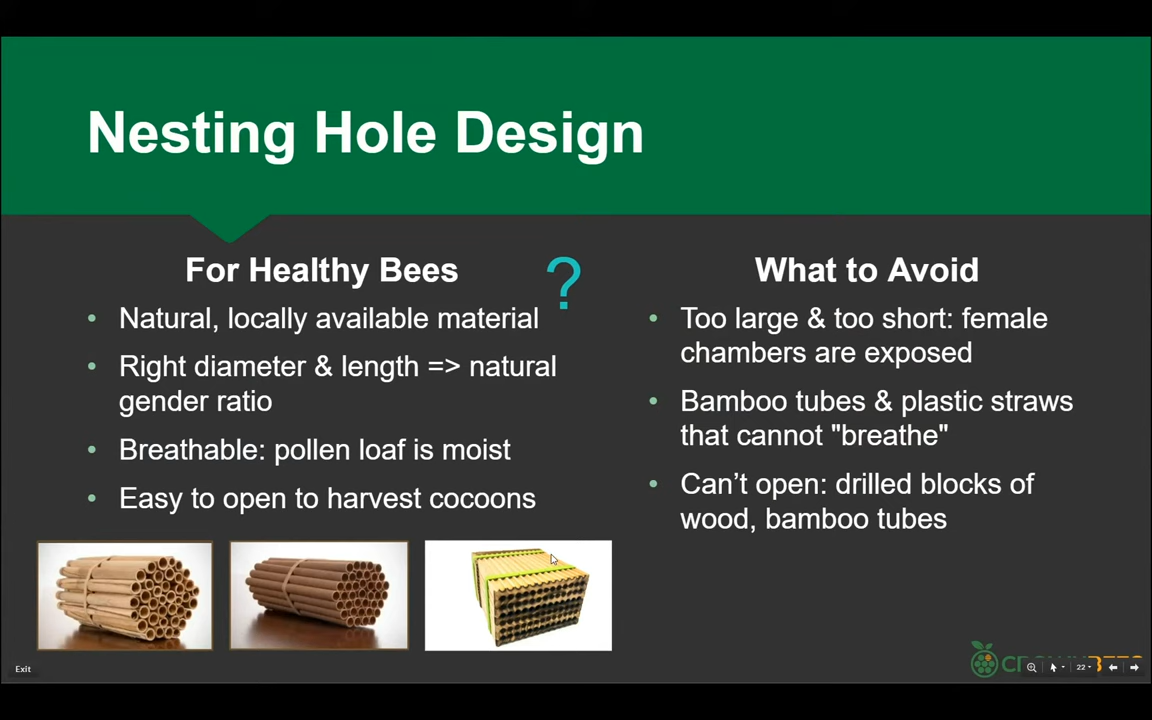 Nesting Hole Design
For Healthy Bees
?
• Natural, locally available material
• Right diameter & length => natural
gender ratio
• Breathable: pollen loaf is moist
• Easy to open to harvest cocoons
What to Avoid
• Too large & too short: female
chambers are exposed
• Bamboo tubes & plastic straws
that cannot "breathe"
• Can’t open: drilled blocks of
wood, bamboo tubes
Exit
22